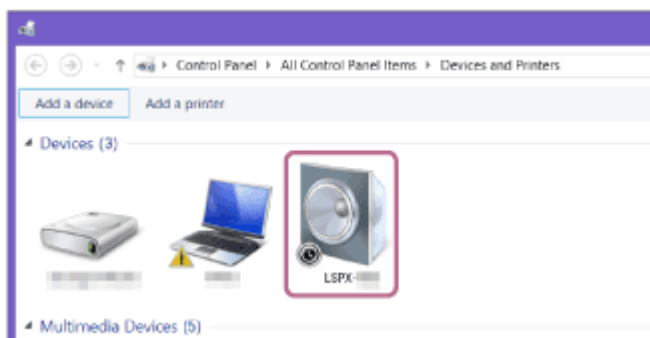 Control Panel ▸ All Control Panel Items ▸ Devices and Printers
Add a device Add a printer
Devices (3)
LSPX-
Multimedia Devices (5)